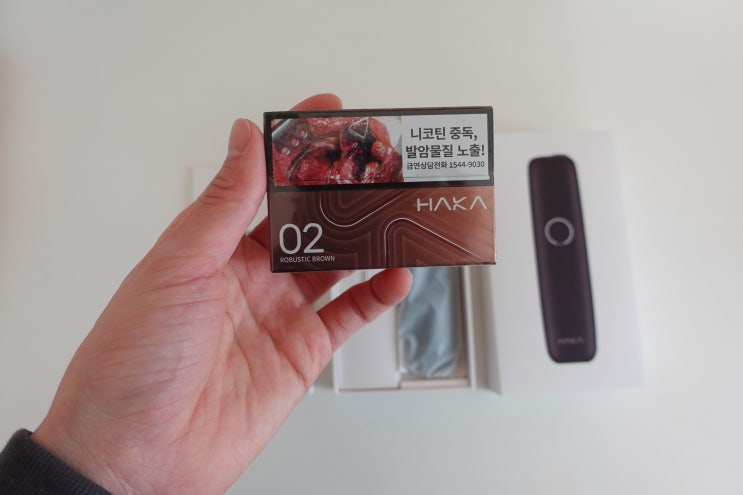 니코틴 중독,
발암물질 노출!
금연상담전화 1544-9030
HAKA
02
ROBUSTIC BROWN
HAKA